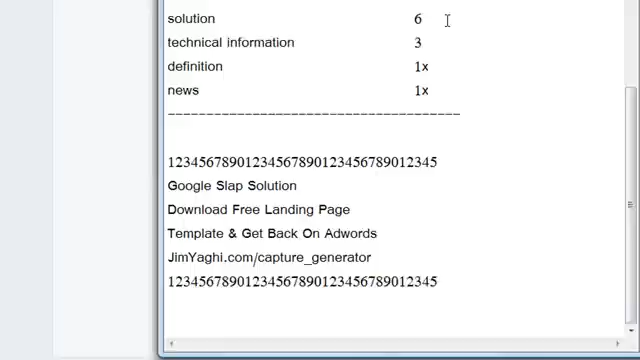 solution 6
technical information 3
definition 1x
news 1x
--------------------------------------
12345678901234567890123456789012345
Google Slap Solution
Download Free Landing Page
Template & Get Back On Adwords
JimYaghi.com/capture_generator
12345678901234567890123456789012345